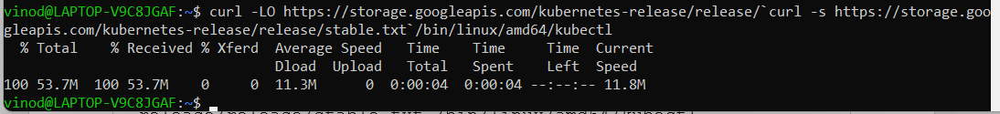 vinod@LAPTOP-V9C8JGAF:~$ curl -LO https://storage.googleapis.com/kubernetes-release/release/`curl -s https://storage.goo
gleapis.com/kubernetes-release/release/stable.txt`/bin/linux/amd64/kubectl
  % Total    % Received % Xferd  Average Speed   Time    Time     Time  Current
                                 Dload  Upload   Total   Spent    Left  Speed
100 53.7M  100 53.7M    0     0  11.3M      0  0:00:04  0:00:04 --:--:-- 11.8M
vinod@LAPTOP-V9C8JGAF:~$